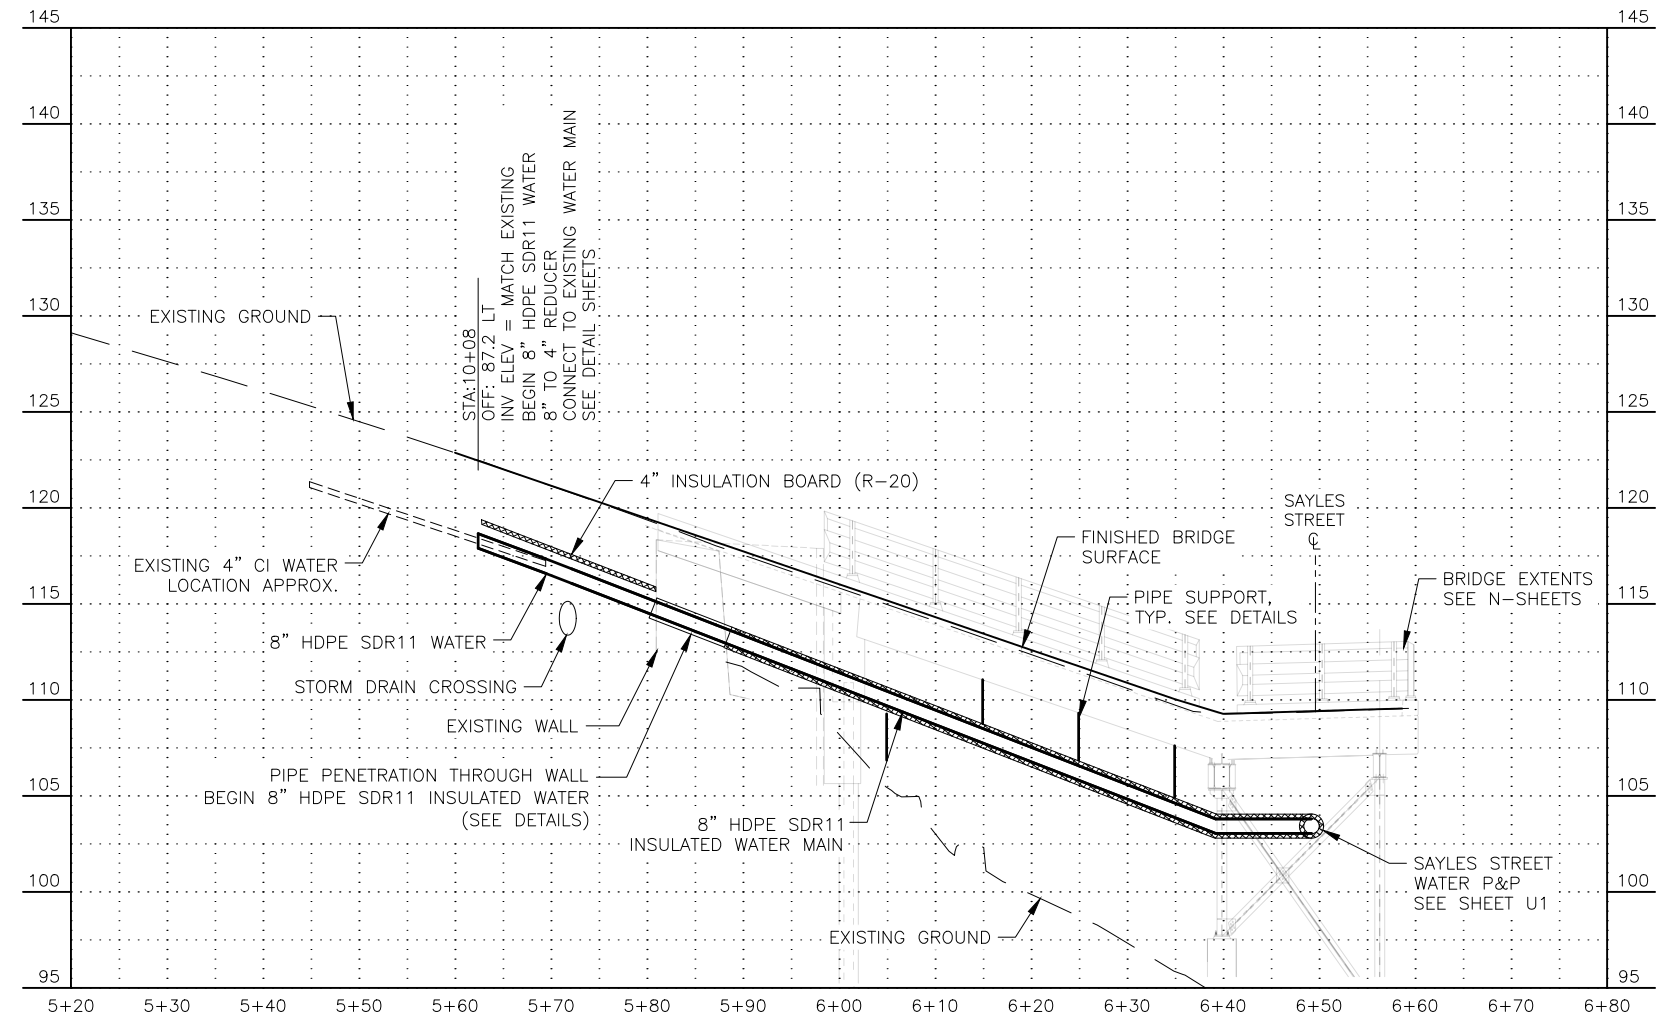 145
145
140
140
135
135
130
130
125
125
120
120
115
115
110
110
105
105
100
100
95
95
EXISTING GROUND
STA:10+08
OFF: 87.2 LT
INV ELEV = MATCH EXISTING
BEGIN 8" HDPE SDR11 WATER
8" TO 4" REDUCER
CONNECT TO EXISTING WATER MAIN
SEE DETAIL SHEETS
4" INSULATION BOARD (R-20)
SAYLES
STREET
℄
FINISHED BRIDGE
SURFACE
EXISTING 4" CI WATER
LOCATION APPROX.
BRIDGE EXTENTS
SEE N-SHEETS
PIPE SUPPORT,
TYP. SEE DETAILS
8" HDPE SDR11 WATER
STORM DRAIN CROSSING
EXISTING WALL
PIPE PENETRATION THROUGH WALL
BEGIN 8" HDPE SDR11 INSULATED WATER
(SEE DETAILS)
8" HDPE SDR11
INSULATED WATER MAIN
SAYLES STREET
WATER P&P
SEE SHEET U1
EXISTING GROUND
5+20
5+30
5+40
5+50
5+60
5+70
5+80
5+90
6+00
6+10
6+20
6+30
6+40
6+50
6+60
6+70
6+80